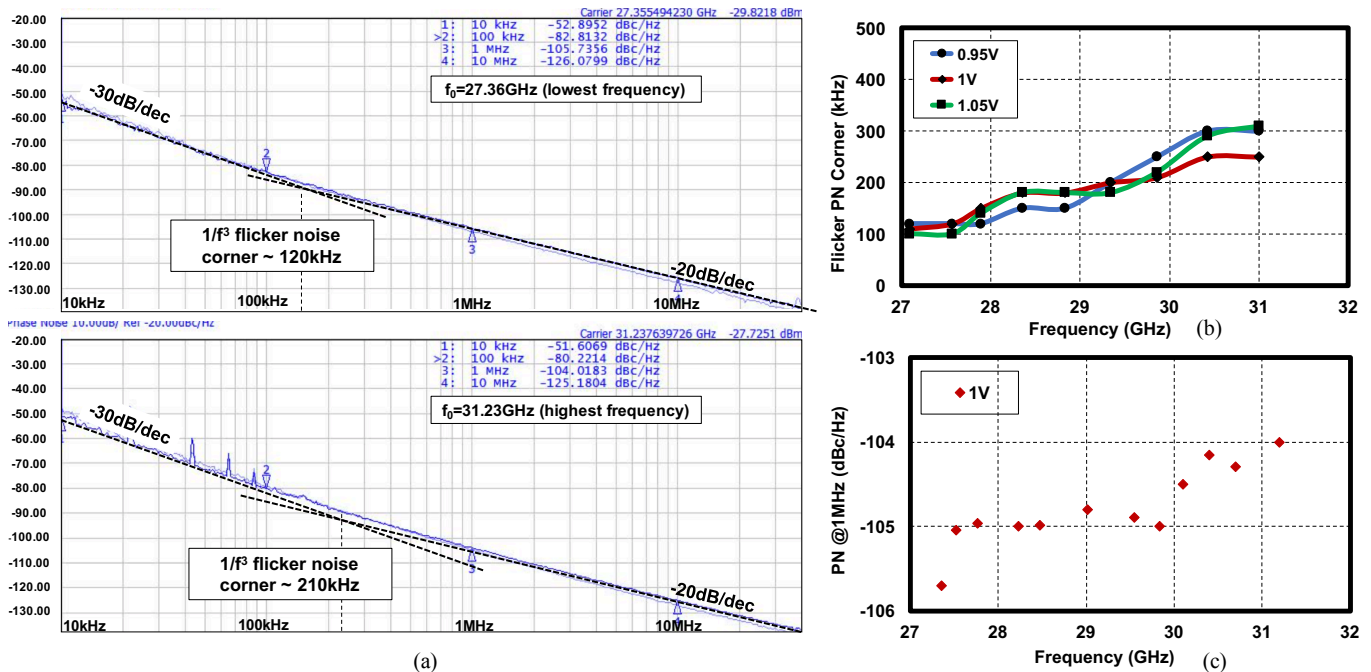 Carrier 27.355494230 GHz -29.8218 dBm
-20.00
-30.00
-40.00
-50.00
-60.00
-70.00
-80.00
-90.00
-100.00
-110.00
-120.00
-130.00
1: 10 kHz -52.8952 dBc/Hz
>2: 100 kHz -82.8132 dBc/Hz
3: 1 MHz -105.7356 dBc/Hz
4: 10 MHz -126.0799 dBc/Hz
f0=27.36GHz (lowest frequency)
-30dB/dec
2
1/f³ flicker noise
corner ~ 120kHz
3
-20dB/dec
10kHz 100kHz 1MHz 10MHz
Phase Noise 10.00dB/ Ref -20.00dBc/Hz
Carrier 31.237639726 GHz -27.7251 dBm
-20.00
-30.00
-40.00
-50.00
-60.00
-70.00
-80.00
-90.00
-100.00
-110.00
-120.00
-130.00
1: 10 kHz -51.6069 dBc/Hz
>2: 100 kHz -80.2214 dBc/Hz
3: 1 MHz -104.0183 dBc/Hz
4: 10 MHz -125.1804 dBc/Hz
f0=31.23GHz (highest frequency)
-30dB/dec
2
1/f³ flicker noise
corner ~ 210kHz
3
-20dB/dec
10kHz 100kHz 1MHz 10MHz
(a)
Flicker PN Corner (kHz)
500
400
300
200
100
0
0.95V
1V
1.05V
27 28 29 30 31 32
Frequency (GHz)
(b)
PN @1MHz (dBc/Hz)
-103
-104
-105
-106
1V
27 28 29 30 31 32
Frequency (GHz)
(c)